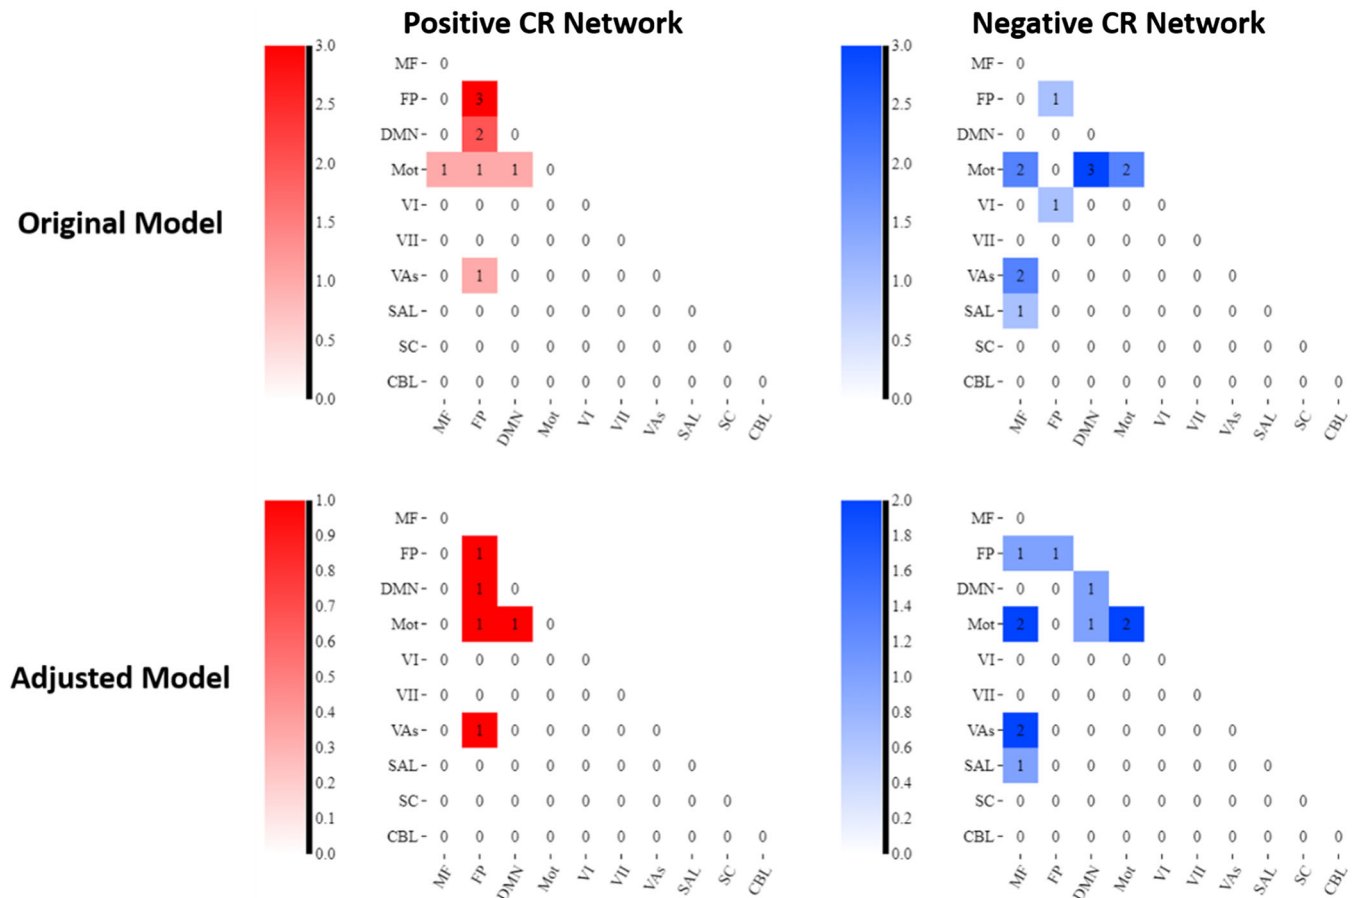 Positive CR Network Negative CR Network
Original Model
3.0
2.5
2.0
1.5
1.0
0.5
0.0
MF 0
FP 0 3
DMN 0 2 0
Mot 1 1 1 0
VI 0 0 0 0 0
VII 0 0 0 0 0 0
VAs 0 1 0 0 0 0 0
SAL 0 0 0 0 0 0 0 0
SC 0 0 0 0 0 0 0 0 0
CBL 0 0 0 0 0 0 0 0 0 0
MF FP DMN Mot VI VII VAs SAL SC CBL
3.0
2.5
2.0
1.5
1.0
0.5
0.0
MF 0
FP 0 1
DMN 0 0 0
Mot 2 0 3 2
VI 0 1 0 0 0
VII 0 0 0 0 0 0
VAs 2 0 0 0 0 0 0
SAL 1 0 0 0 0 0 0 0
SC 0 0 0 0 0 0 0 0 0
CBL 0 0 0 0 0 0 0 0 0 0
MF FP DMN Mot VI VII VAs SAL SC CBL
Adjusted Model
1.0
0.9
0.8
0.7
0.6
0.5
0.4
0.3
0.2
0.1
0.0
MF 0
FP 0 1
DMN 0 1 0
Mot 0 1 1 0
VI 0 0 0 0 0
VII 0 0 0 0 0 0
VAs 0 1 0 0 0 0 0
SAL 0 0 0 0 0 0 0 0
SC 0 0 0 0 0 0 0 0 0
CBL 0 0 0 0 0 0 0 0 0 0
MF FP DMN Mot VI VII VAs SAL SC CBL
2.0
1.8
1.6
1.4
1.2
1.0
0.8
0.6
0.4
0.2
0.0
MF 0
FP 1 1
DMN 0 0 1
Mot 2 0 1 2
VI 0 0 0 0 0
VII 0 0 0 0 0 0
VAs 2 0 0 0 0 0 0
SAL 1 0 0 0 0 0 0 0
SC 0 0 0 0 0 0 0 0 0
CBL 0 0 0 0 0 0 0 0 0 0
MF FP DMN Mot VI VII VAs SAL SC CBL